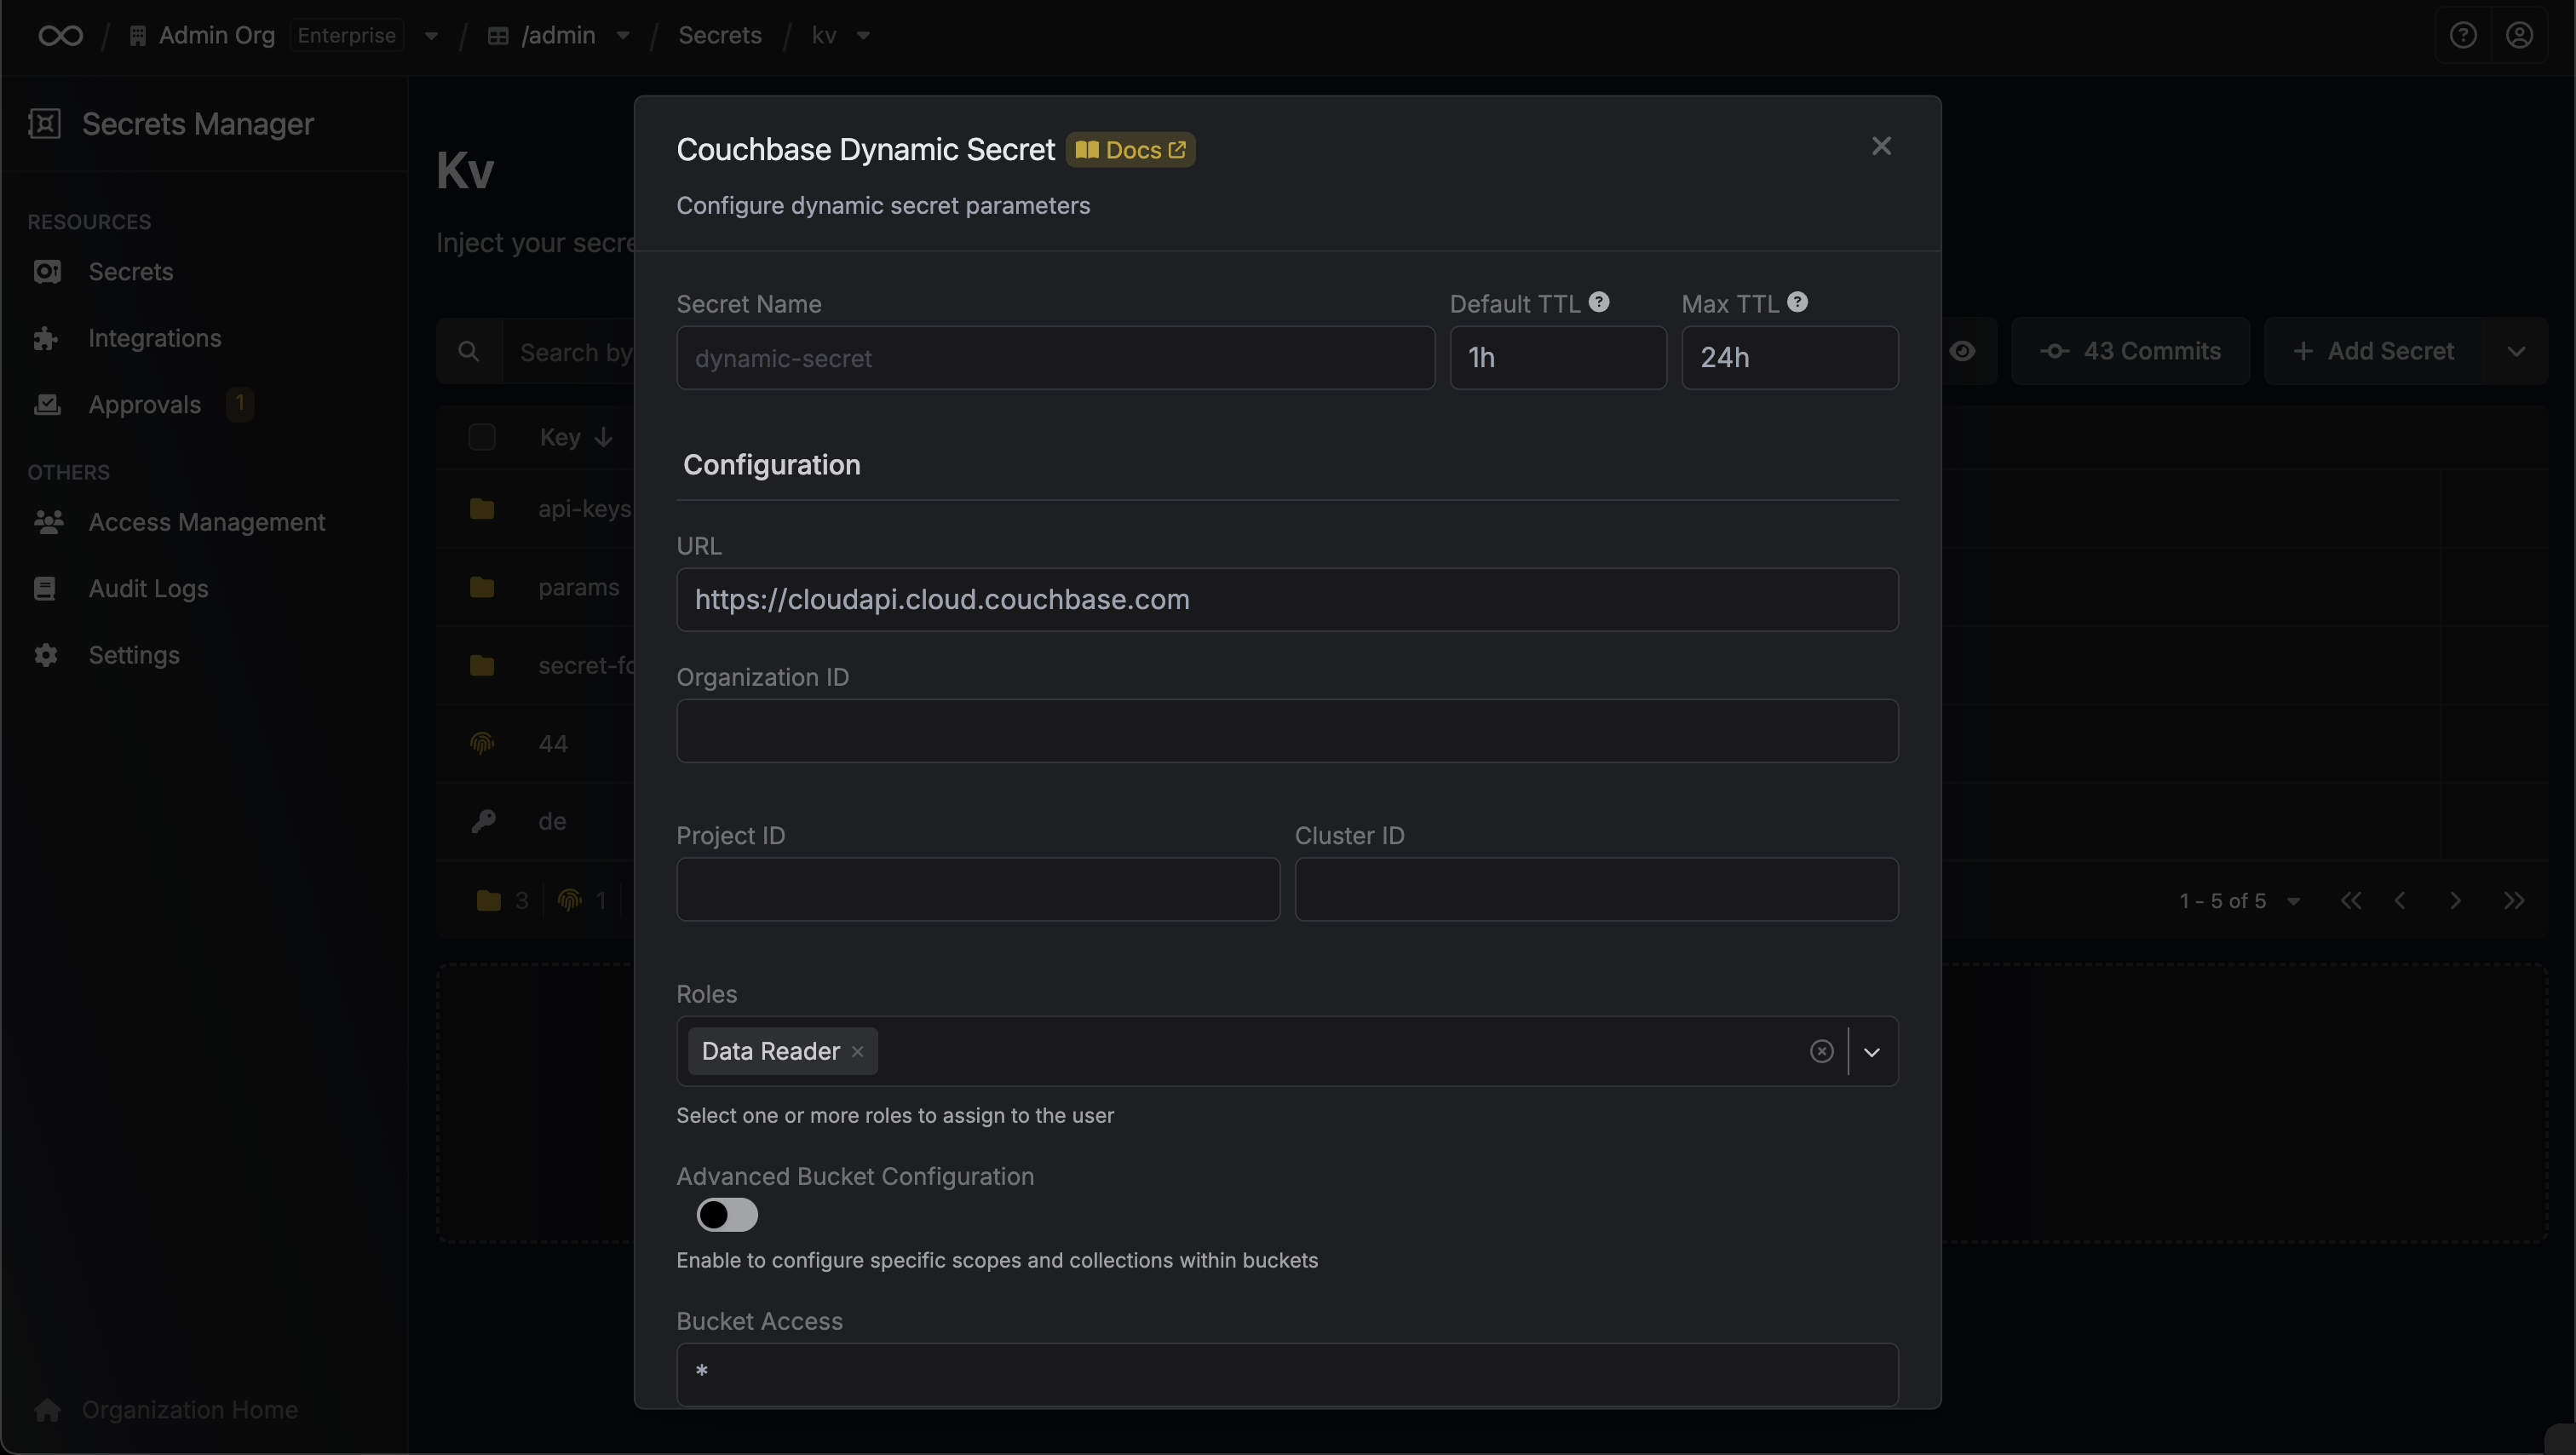 Admin Org Enterprise / /admin / Secrets / kv
Secrets Manager
RESOURCES
Secrets
Integrations
Approvals 1
OTHERS
Access Management
Audit Logs
Settings
Organization Home
Kv
Inject your secre
Search by
43 Commits
Add Secret
Key
api-keys
params
secret-fo
44
de
3 1
1 - 5 of 5
Couchbase Dynamic Secret Docs
Configure dynamic secret parameters
Secret Name Default TTL Max TTL
dynamic-secret 1h 24h
Configuration
URL
https://cloudapi.cloud.couchbase.com
Organization ID
Project ID Cluster ID
Roles
Data Reader
Select one or more roles to assign to the user
Advanced Bucket Configuration
Enable to configure specific scopes and collections within buckets
Bucket Access
*